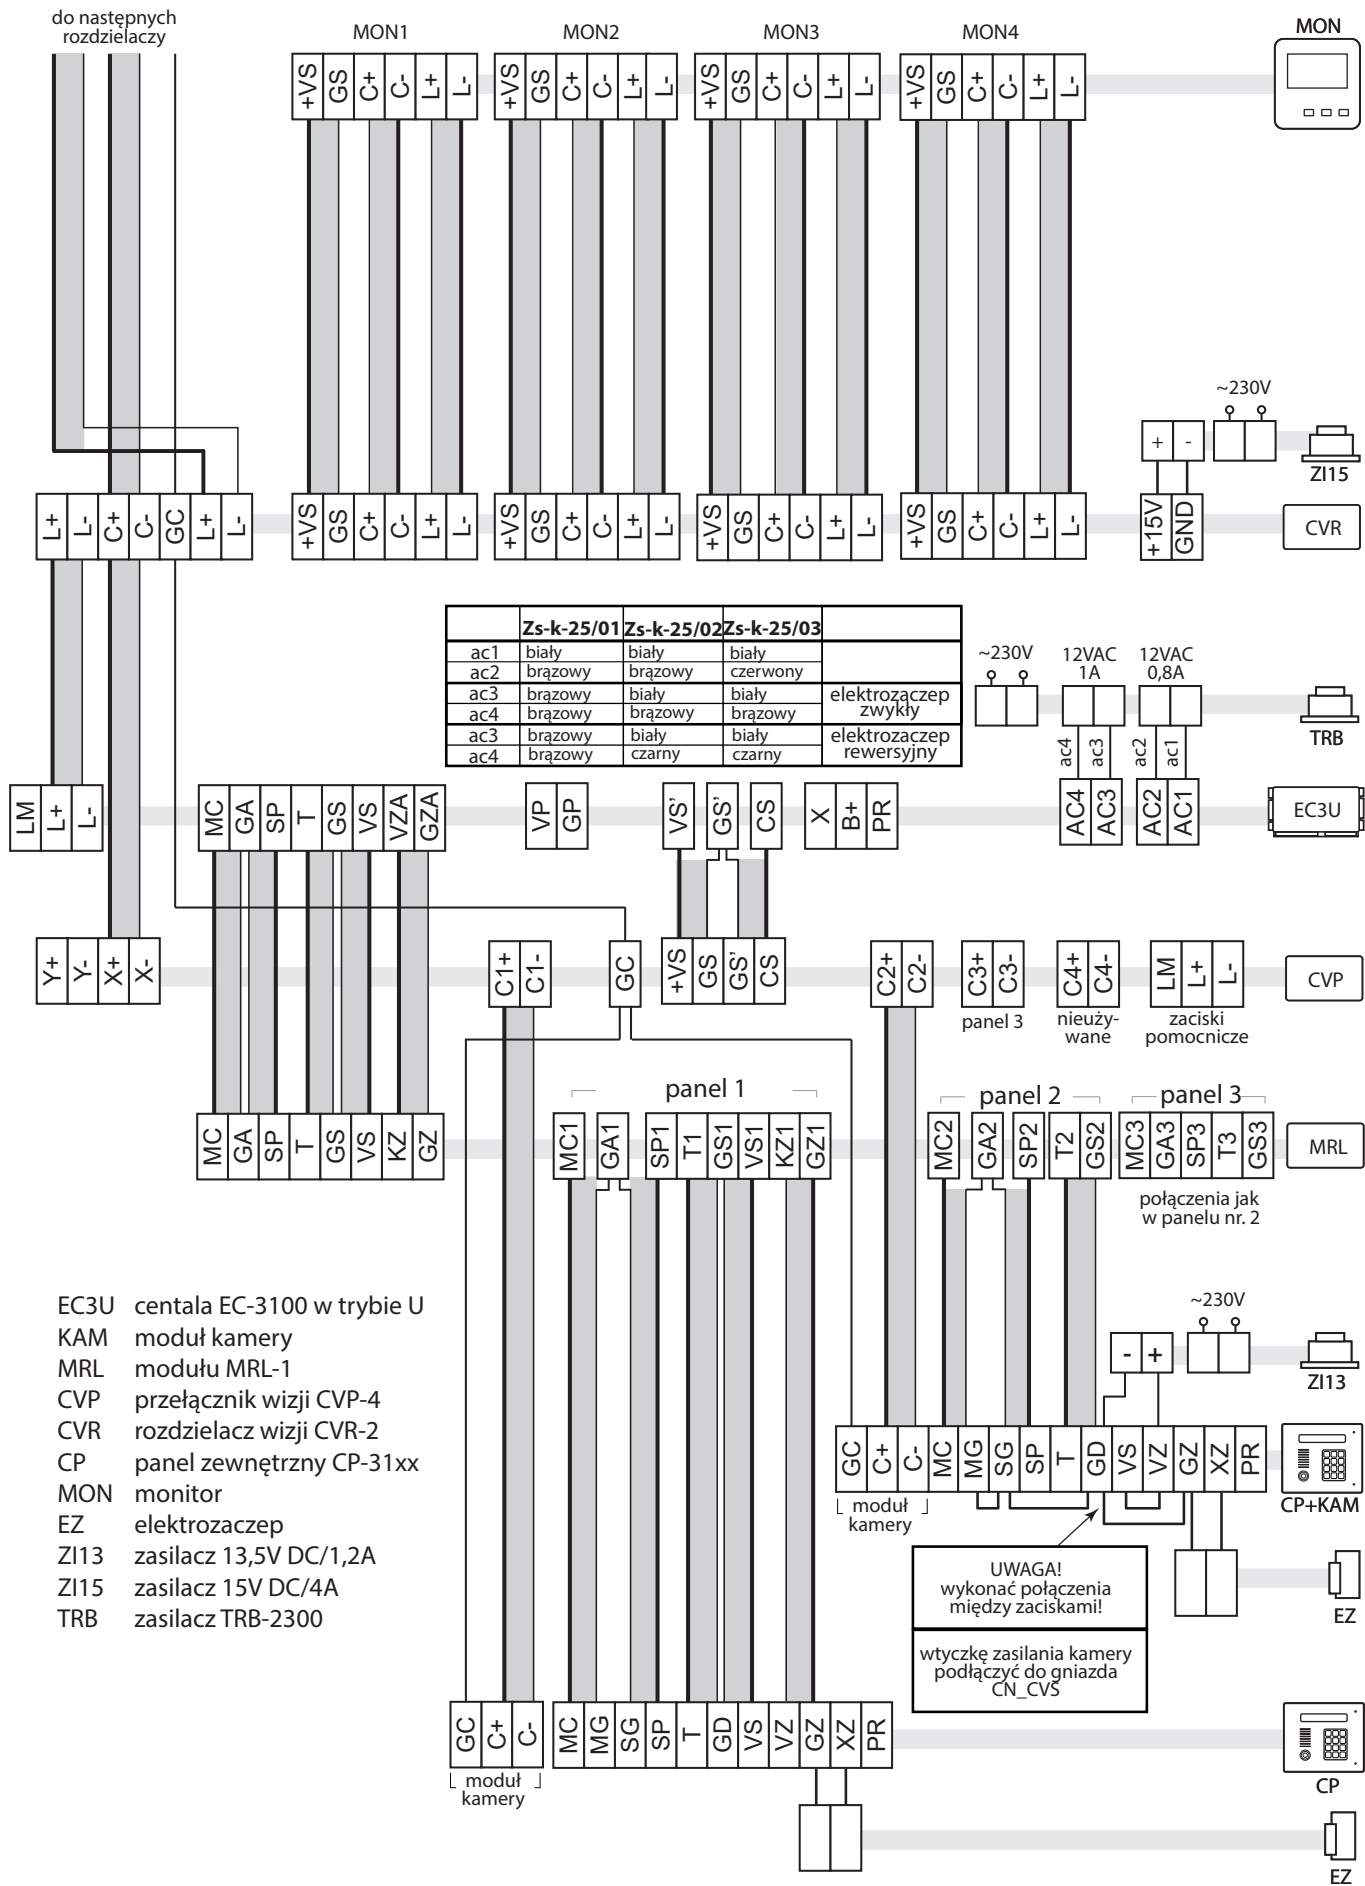 do następnych
rozdzielaczy
MON1 MON2 MON3 MON4 MON
+VS GS C+ C- L+ L- +VS GS C+ C- L+ L- +VS GS C+ C- L+ L- +VS GS C+ C- L+ L-
~230V
+ -
ZI15
L+ L- C+ C- GC L+ L- +VS GS C+ C- L+ L- +VS GS C+ C- L+ L- +VS GS C+ C- L+ L- +VS GS C+ C- L+ L- +15V GND CVR
Zs-k-25/01 Zs-k-25/02 Zs-k-25/03
ac1 biały biały biały
ac2 brązowy brązowy czerwony
ac3 brązowy biały biały elektrozaczep
ac4 brązowy brązowy brązowy zwykły
ac3 brązowy biały biały elektrozaczep
ac4 brązowy czarny czarny rewersyjny
~230V 12VAC 12VAC
1A 0,8A
TRB
ac4 ac3 ac2 ac1
LM L+ L- MC GA SP T GS VS VZA GZA VP GP VS' GS' CS X B+ PR AC4 AC3 AC2 AC1 EC3U
Y+ Y- X+ X- C1+ C1- GC +VS GS GS' CS C2+ C2- C3+ C3- C4+ C4- LM L+ L- CVP
panel 3 nieuży-
wane
zaciski
pomocnicze
panel 1 panel 2 panel 3
MC GA SP T GS VS KZ GZ MC1 GA1 SP1 T1 GS1 VS1 KZ1 GZ1 MC2 GA2 SP2 T2 GS2 MC3 GA3 SP3 T3 GS3 MRL
połączenia jak
w panelu nr. 2
EC3U centala EC-3100 w trybie U
KAM moduł kamery
MRL modułu MRL-1
CVP przełącznik wizji CVP-4
CVR rozdzielacz wizji CVR-2
CP panel zewnętrzny CP-31xx
MON monitor
EZ elektrozaczep
ZI13 zasilacz 13,5V DC/1,2A
ZI15 zasilacz 15V DC/4A
TRB zasilacz TRB-2300
~230V
- +
ZI13
GC C+ C- MC MG SG SP T GD VS VZ GZ XZ PR
CP+KAM
moduł
kamery
UWAGA!
wykonać połączenia
między zaciskami!
wtyczkę zasilania kamery
podłączyć do gniazda
CN_CVS
EZ
GC C+ C- MC MG SG SP T GD VS VZ GZ XZ PR
CP
moduł
kamery
EZ